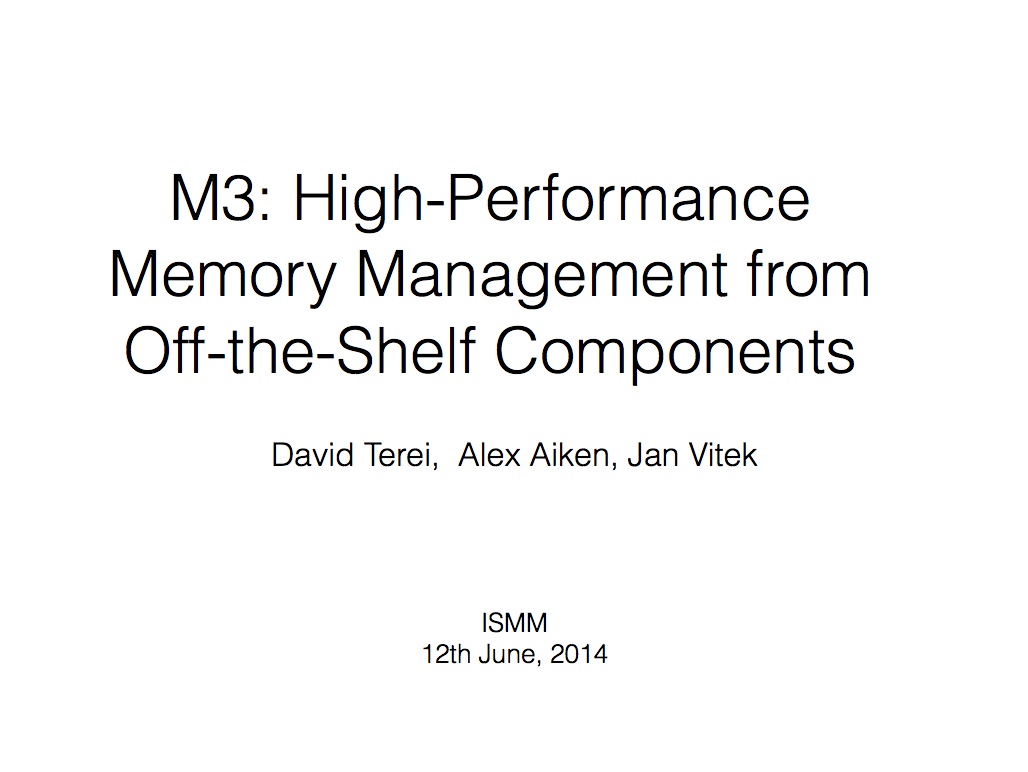 M3: High-Performance
Memory Management from
Off-the-Shelf Components
David Terei,  Alex Aiken, Jan Vitek
ISMM
12th June, 2014